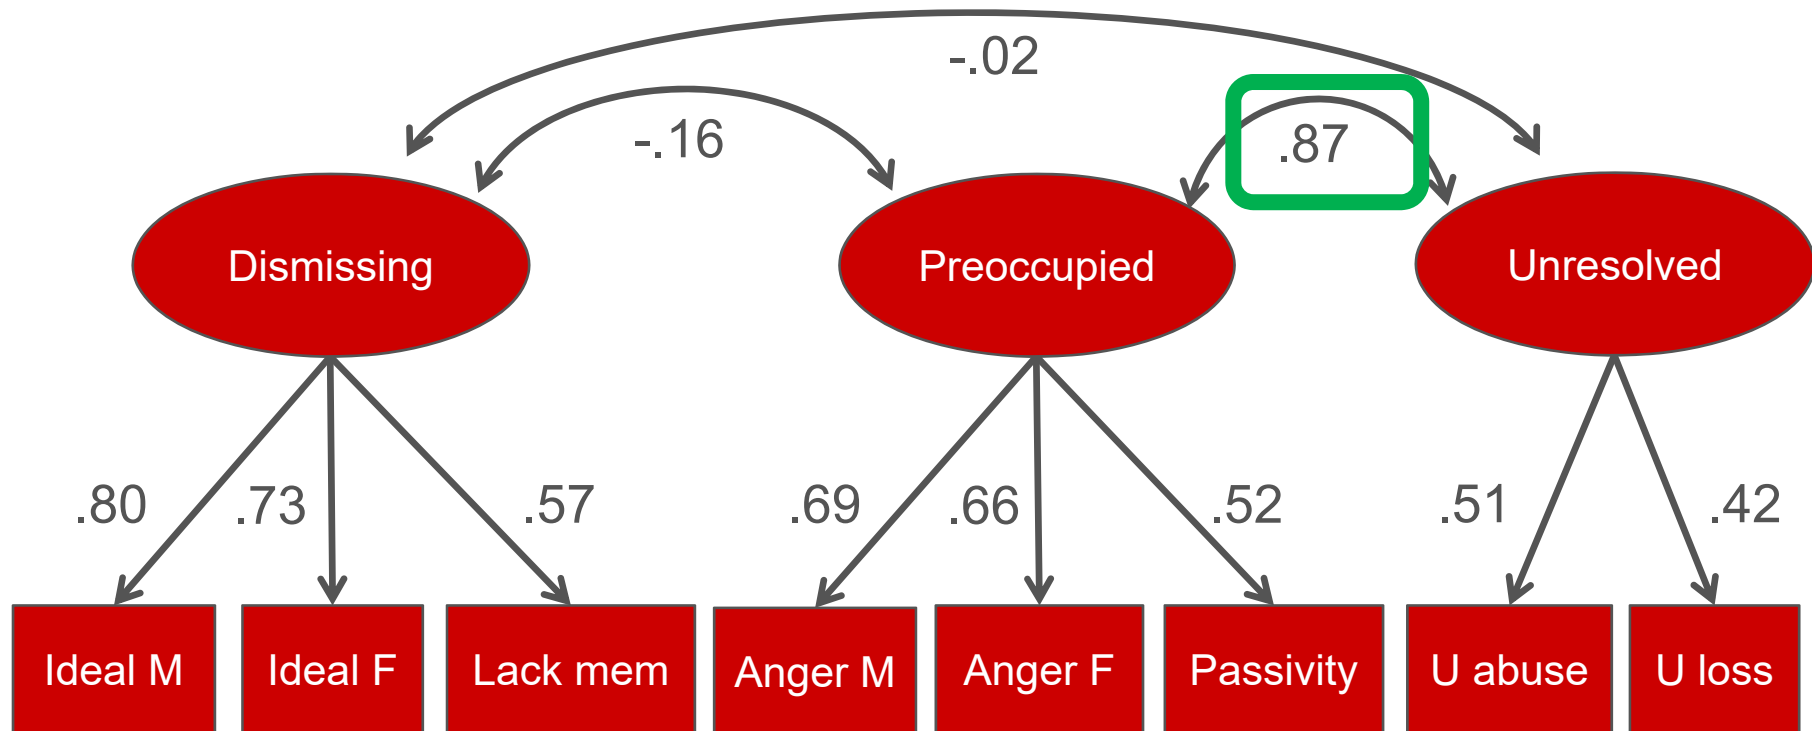 -.02
-.16
.87
Dismissing
Preoccupied
Unresolved
.80
.73
.57
.69
.66
.52
.51
.42
Ideal M
Ideal F
Lack mem
Anger M
Anger F
Passivity
U abuse
U loss